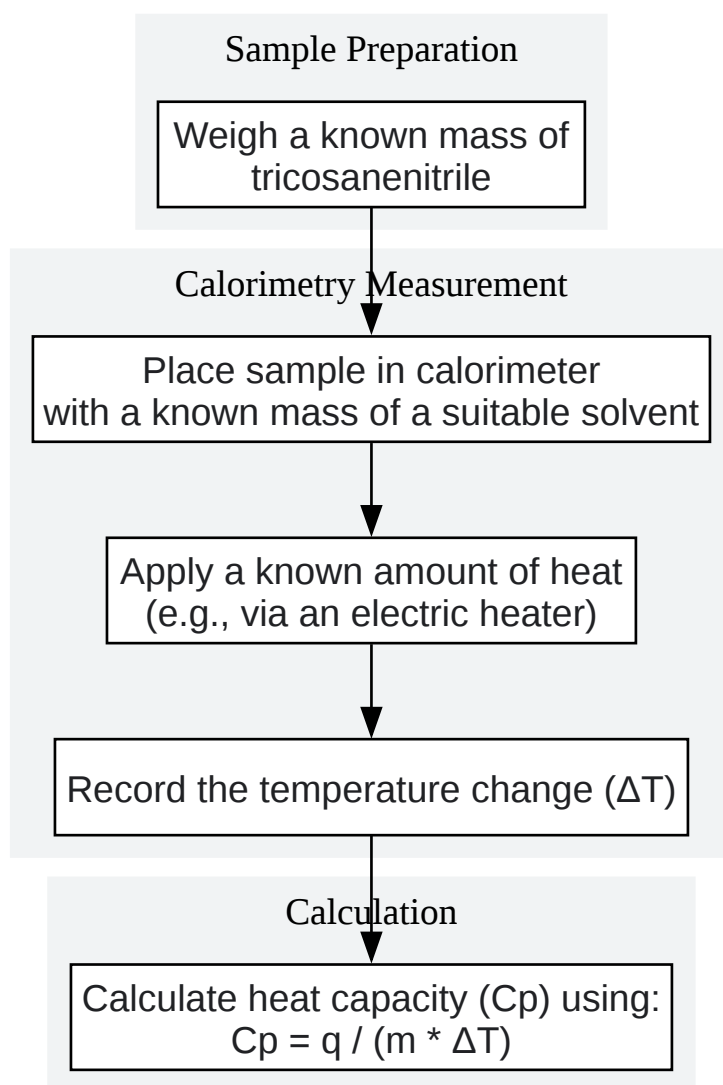 Sample Preparation
Weigh a known mass of
tricosanenitrile
Calorimetry Measurement
Place sample in calorimeter
with a known mass of a suitable solvent
Apply a known amount of heat
(e.g., via an electric heater)
Record the temperature change (ΔT)
Calculation
Calculate heat capacity (Cp) using:
Cp = q / (m * ΔT)